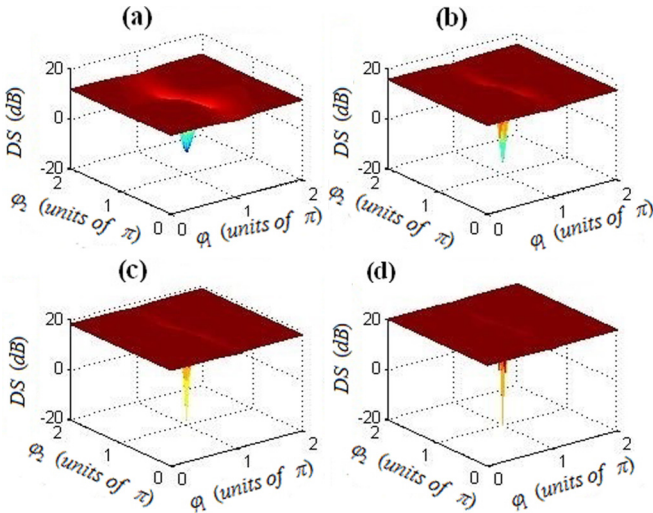 (a)
20
0
-20
DS (dB)
2
1
0
φ₂ (units of π)
0
1
2
φ₁ (units of π)
(b)
20
0
-20
DS (dB)
2
1
0
φ₂ (units of π)
0
1
2
φ₁ (units of π)
(c)
20
0
-20
DS (dB)
2
1
0
φ₂ (units of π)
0
1
2
φ₁ (units of π)
(d)
20
0
-20
DS (dB)
2
1
0
φ₂ (units of π)
0
1
2
φ₁ (units of π)